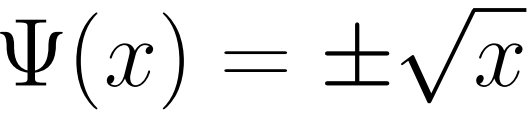 Ψ(x) = ±√x